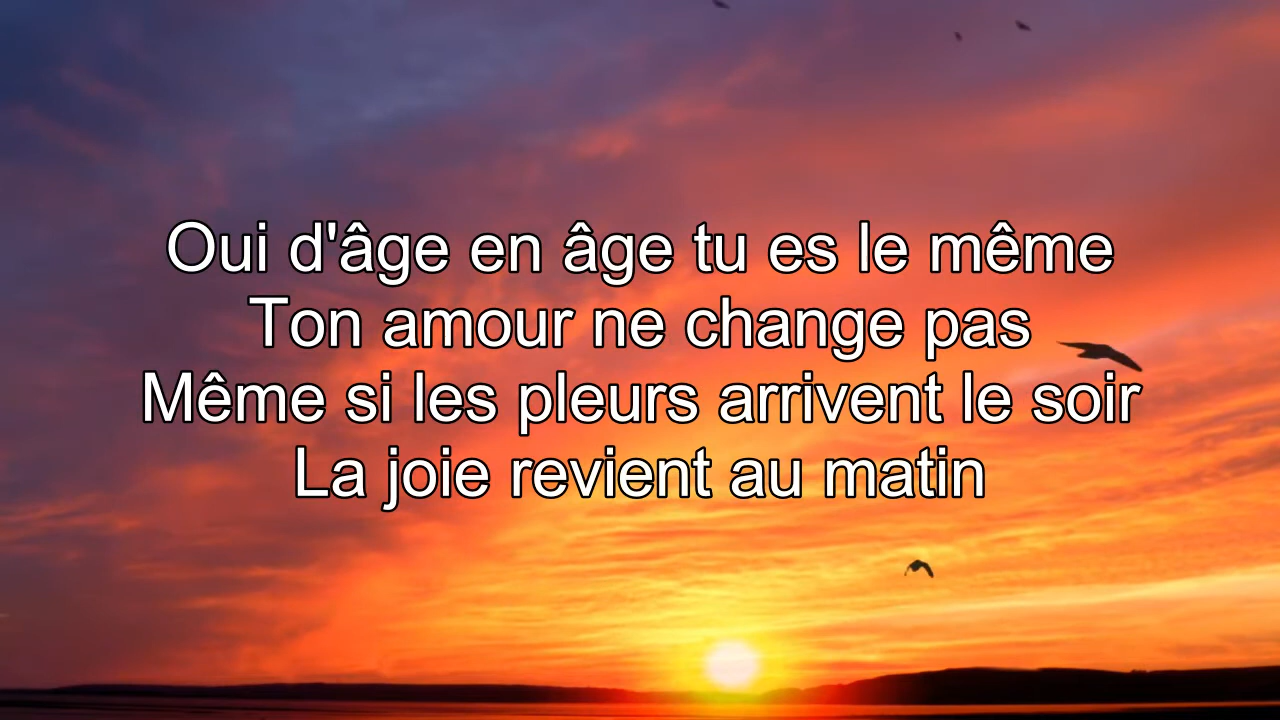 Oui d'âge en âge tu es le même
Ton amour ne change pas
Même si les pleurs arrivent le soir
La joie revient au matin